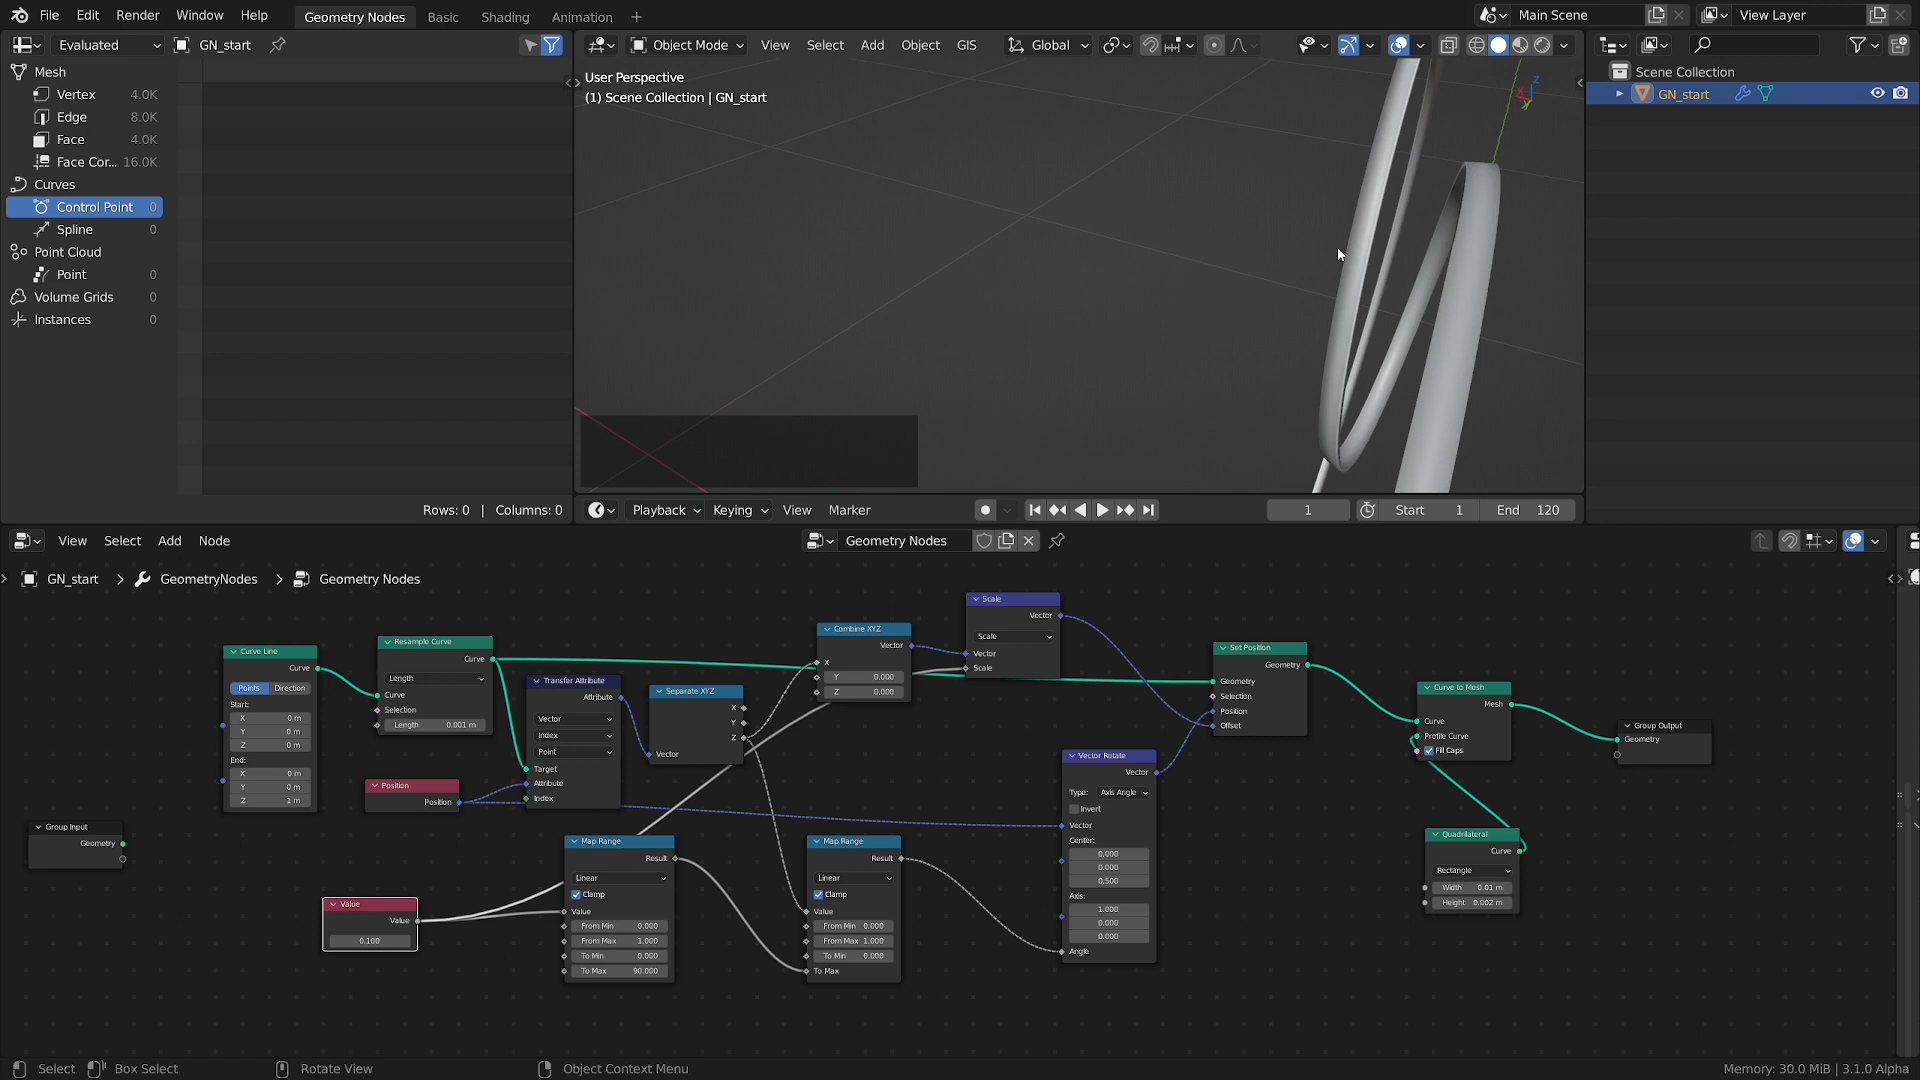 File Edit Render Window Help Geometry Nodes Basic Shading Animation + Main Scene View Layer
Evaluated GN_start
Object Mode View Select Add Object GIS Global
Mesh
Vertex 4.0K
Edge 8.0K
Face 4.0K
Face Cor... 16.0K
Curves
Control Point 0
Spline 0
Point Cloud
Point 0
Volume Grids 0
Instances 0
Rows: 0 | Columns: 0
User Perspective
(1) Scene Collection | GN_start
Z
X
Y
Scene Collection
GN_start
Playback Keying View Marker 1 Start 1 End 120
View Select Add Node Geometry Nodes
GN_start > GeometryNodes > Geometry Nodes
Group Input
Geometry
Curve Line
Curve
Points Direction
Start:
X 0 m
Y 0 m
Z 0 m
End:
X 0 m
Y 0 m
Z 1 m
Resample Curve
Curve
Length
Curve
Selection
Length 0.001 m
Position
Position
Value
Value
0.100
Transfer Attribute
Attribute
Vector
Index
Point
Target
Attribute
Index
Separate XYZ
X
Y
Z
Vector
Map Range
Result
Linear
Clamp
Value
From Min 0.000
From Max 1.000
To Min 0.000
To Max 90.000
Combine XYZ
Vector
X
Y 0.000
Z 0.000
Map Range
Result
Linear
Clamp
Value
From Min 0.000
From Max 1.000
To Min 0.000
To Max
Scale
Vector
Scale
Vector
Scale
Vector Rotate
Vector
Type: Axis Angle
Invert
Vector
Center:
0.000
0.000
0.500
Axis:
1.000
0.000
0.000
Angle
Set Position
Geometry
Geometry
Selection
Position
Offset
Curve to Mesh
Mesh
Curve
Profile Curve
Fill Caps
Quadrilateral
Curve
Rectangle
Width 0.01 m
Height 0.002 m
Group Output
Geometry
Select Box Select Rotate View Object Context Menu Memory: 30.0 MiB | 3.1.0 Alpha